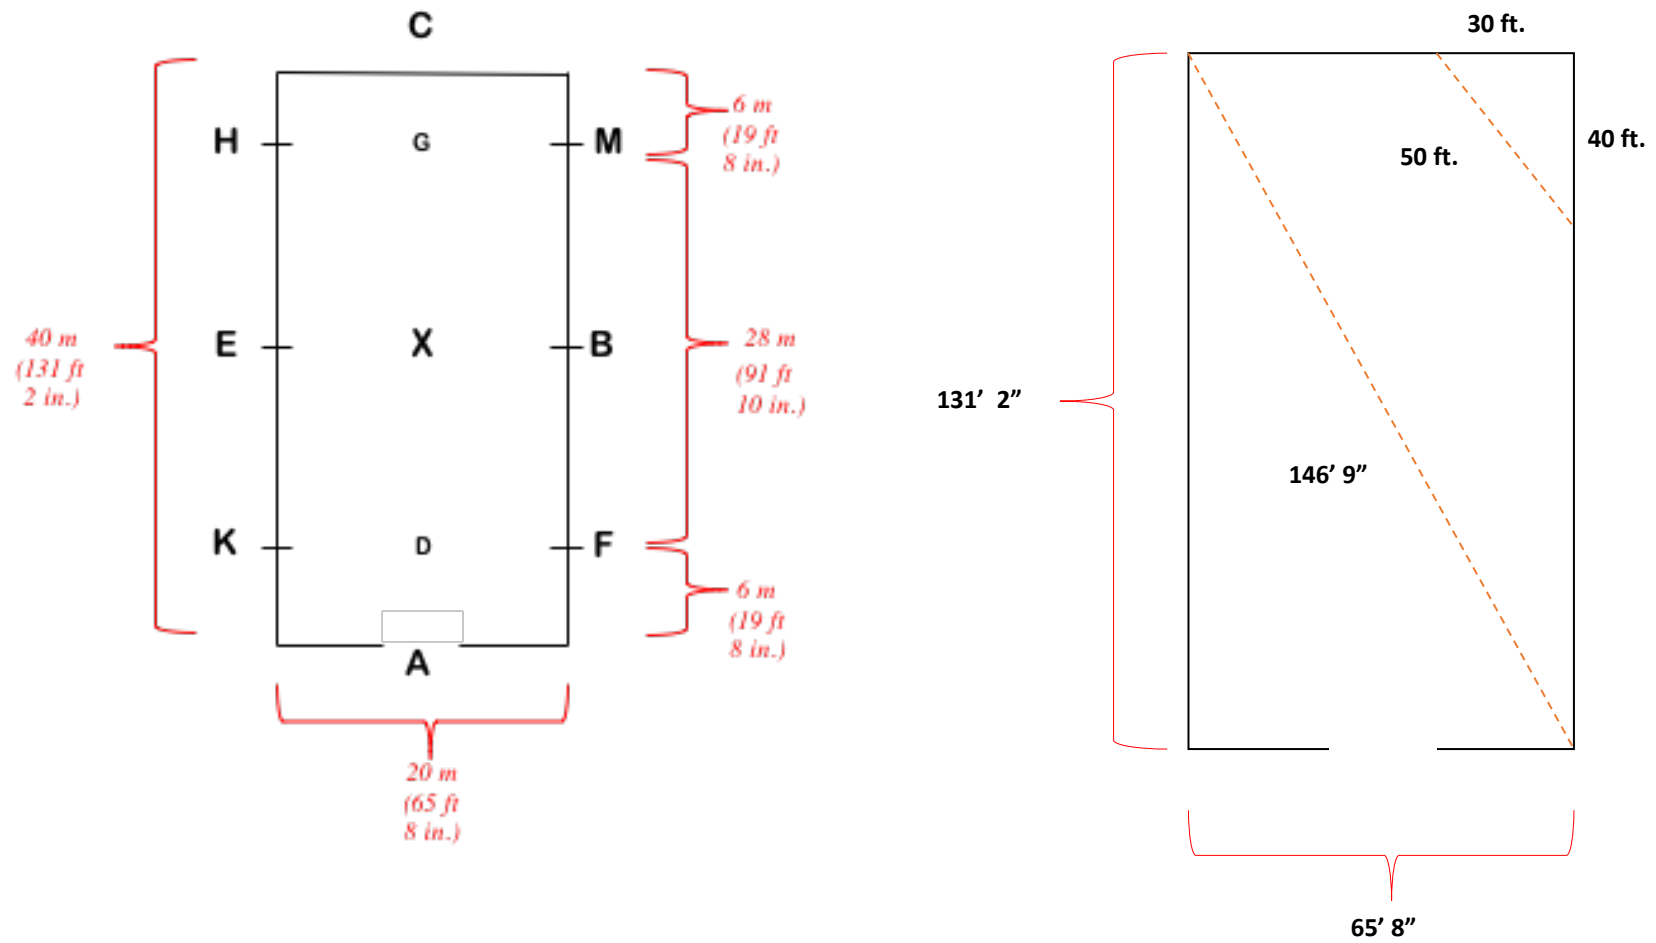 C
H
G
M
6 m
(19 ft
8 in.)
40 m
(131 ft
2 in.)
E
X
B
28 m
(91 ft
10 in.)
K
D
F
6 m
(19 ft
8 in.)
A
20 m
(65 ft
8 in.)
30 ft.
40 ft.
50 ft.
131’ 2”
146’ 9”
65’ 8”